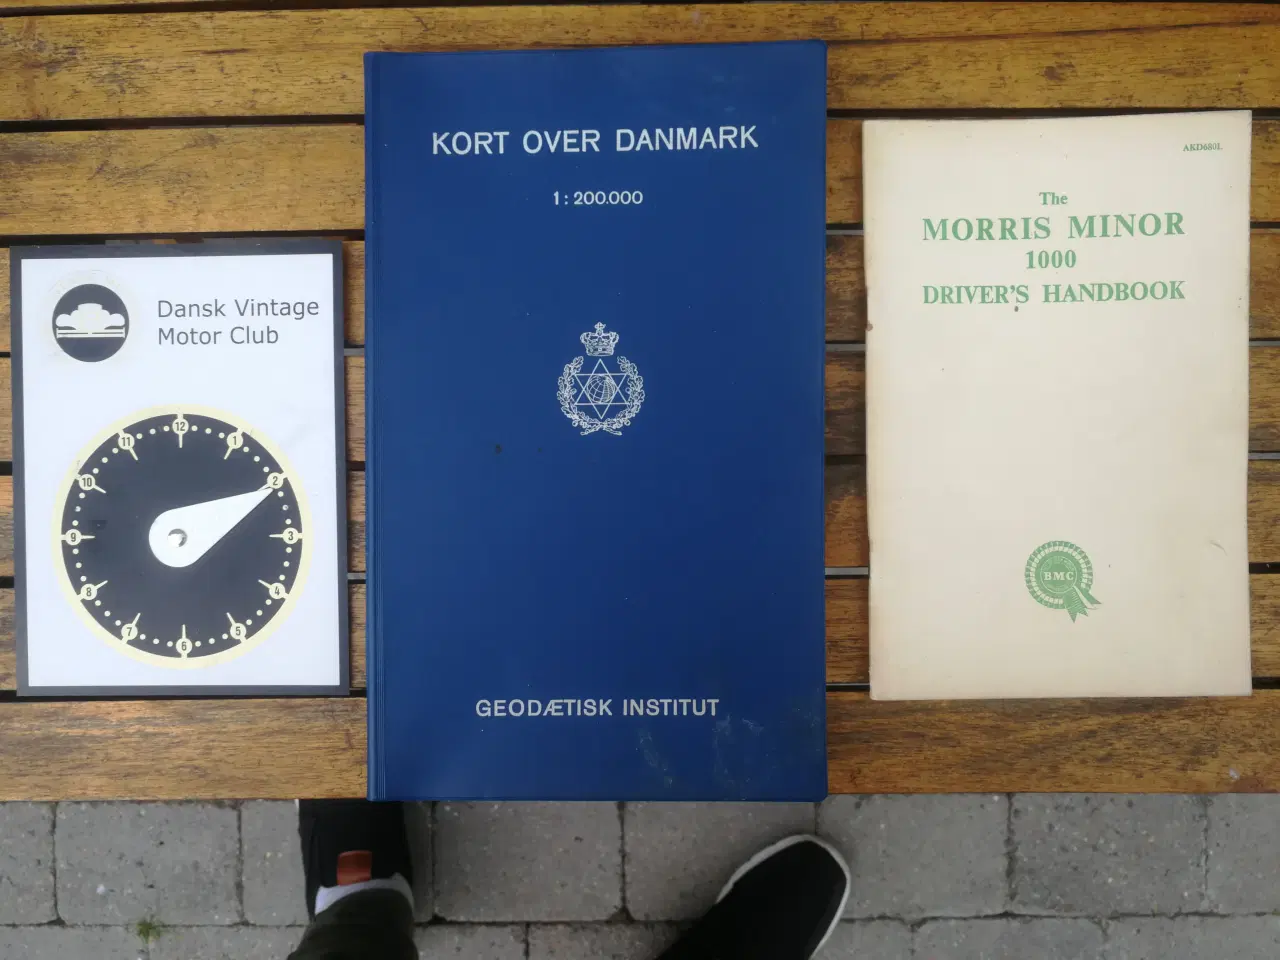 Dansk Vintage
Motor Club
12
1
2
3
4
5
6
7
8
9
10
11
KORT OVER DANMARK
1:200.000
GEODÆTISK INSTITUT
AKD680L
The
MORRIS MINOR
1000
DRIVER'S HANDBOOK
BMC